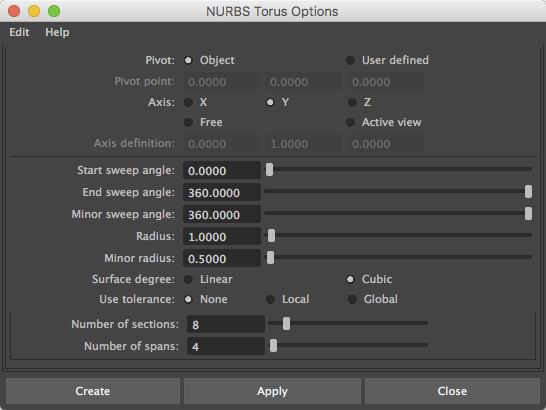 NURBS Torus Options
Edit Help
Pivot: Object User defined
Pivot point: 0.0000 0.0000 0.0000
Axis: X Y Z
Free Active view
Axis definition: 0.0000 1.0000 0.0000
Start sweep angle: 0.0000
End sweep angle: 360.0000
Minor sweep angle: 360.0000
Radius: 1.0000
Minor radius: 0.5000
Surface degree: Linear Cubic
Use tolerance: None Local Global
Number of sections: 8
Number of spans: 4
Create Apply Close